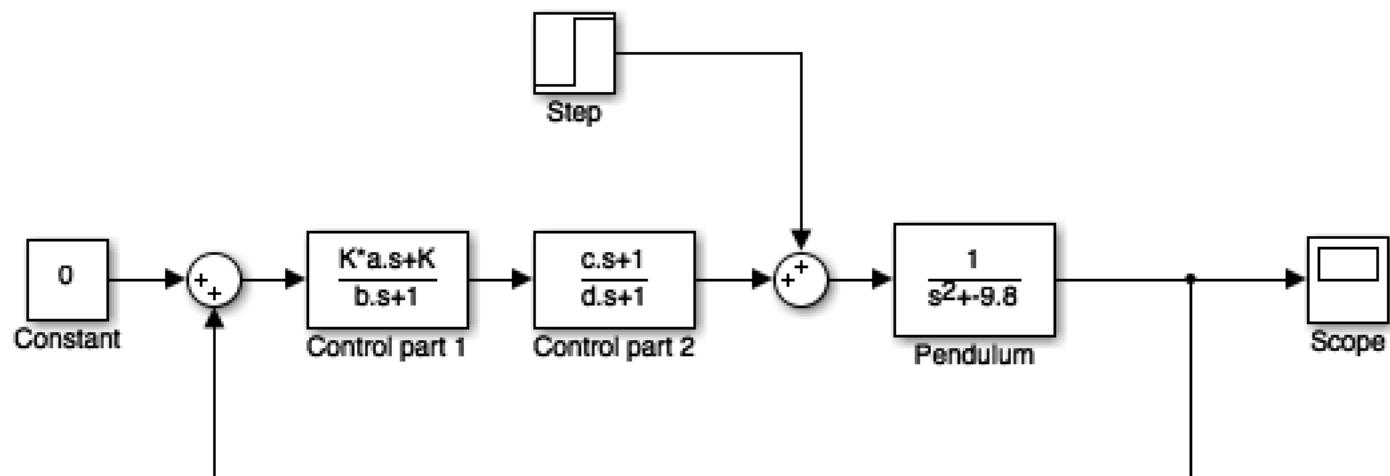 Step
0
Constant
+
+
K*a.s+K
b.s+1
Control part 1
c.s+1
d.s+1
Control part 2
+
+
1
s²+-9.8
Pendulum
Scope